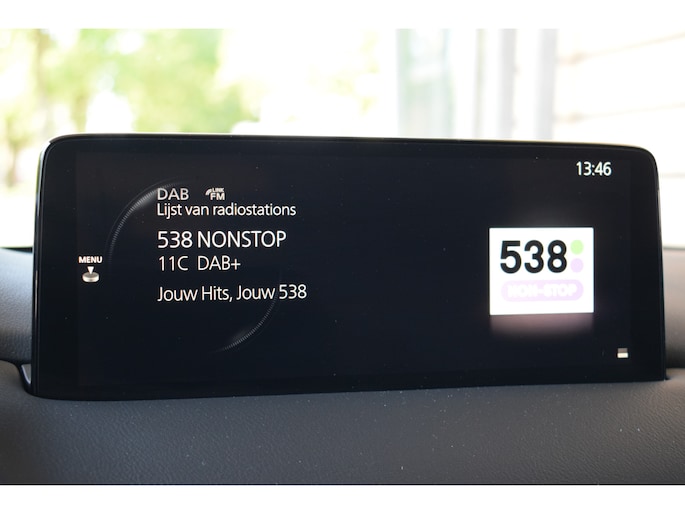 13:46
DAB LINK FM
Lijst van radiostations
538 NONSTOP
MENU
11C DAB+
Jouw Hits, Jouw 538
538
NON-STOP